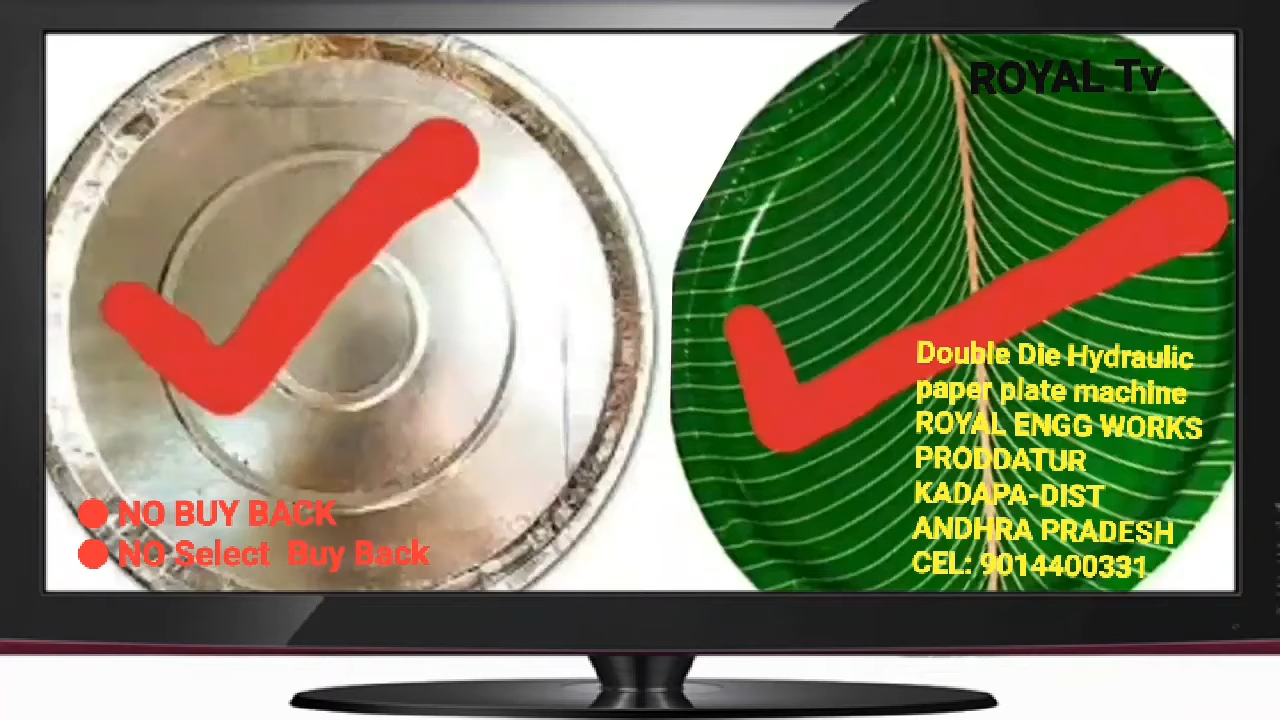 ROYAL Tv
Double Die Hydraulic
paper plate machine
ROYAL ENGG WORKS
PRODDATUR
KADAPA-DIST
ANDHRA PRADESH
CEL: 9014400331
NO BUY BACK
NO Select Buy Back